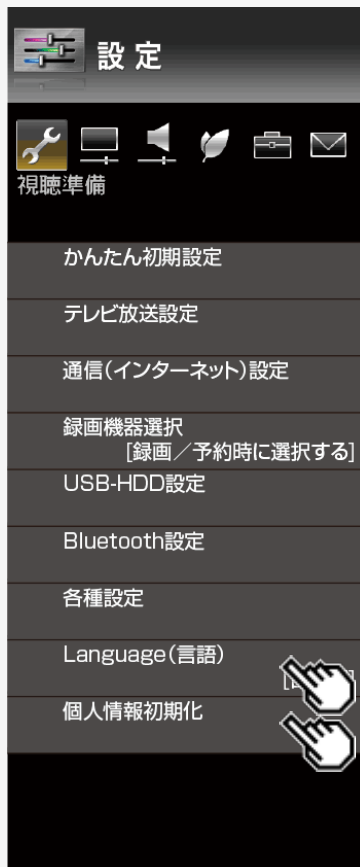 設定
視聴準備
かんたん初期設定
テレビ放送設定
通信(インターネット)設定
録画機器選択
[録画／予約時に選択する]
USB-HDD設定
Bluetooth設定
各種設定
Language(言語)
個人情報初期化